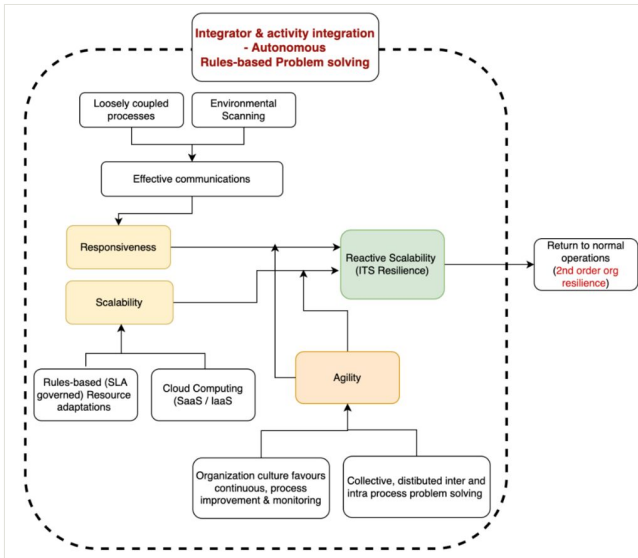 Integrator & activity integration
- Autonomous
Rules-based Problem solving
Loosely coupled
processes
Environmental
Scanning
Effective communications
Responsiveness
Reactive Scalability
(ITS Resilience)
Return to normal
operations
(2nd order org
resilience)
Scalability
Rules-based (SLA
governed) Resource
adaptations
Cloud Computing
(SaaS / IaaS
Agility
Organization culture favours
continuous, process
improvement & monitoring
Collective, distibuted inter and
intra process problem solving